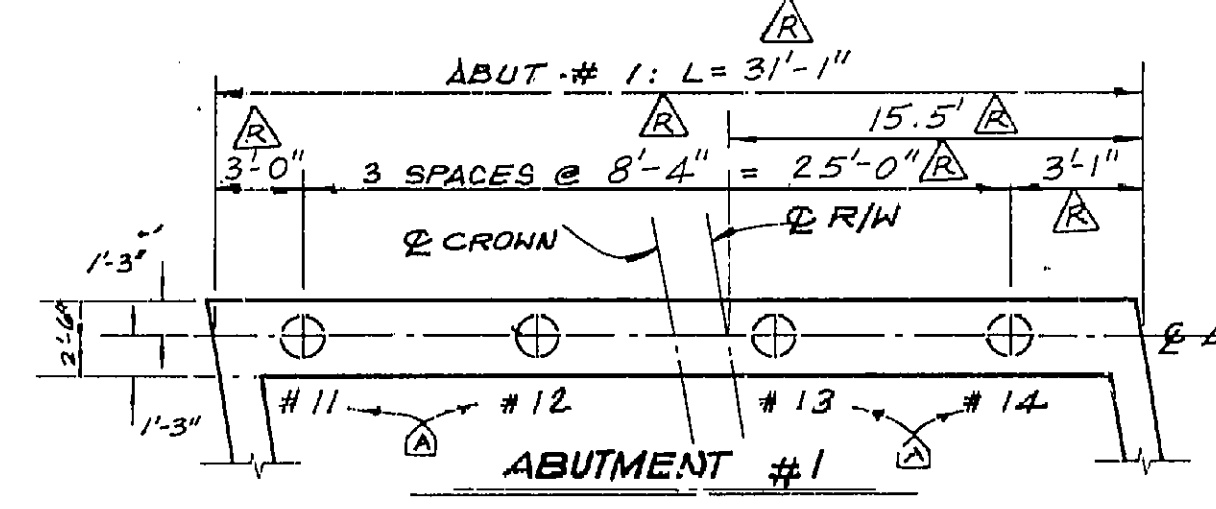 R
ABUT # 1: L= 31'-1"
R R 15.5' R
3'-0" 3 SPACES @ 8'-4" = 25'-0" R 3'-1"
R
℄ CROWN ℄ R/W
1'-3"
2'-6"
℄
#11 #12 #13 #14
1'-3" A A
ABUTMENT #1